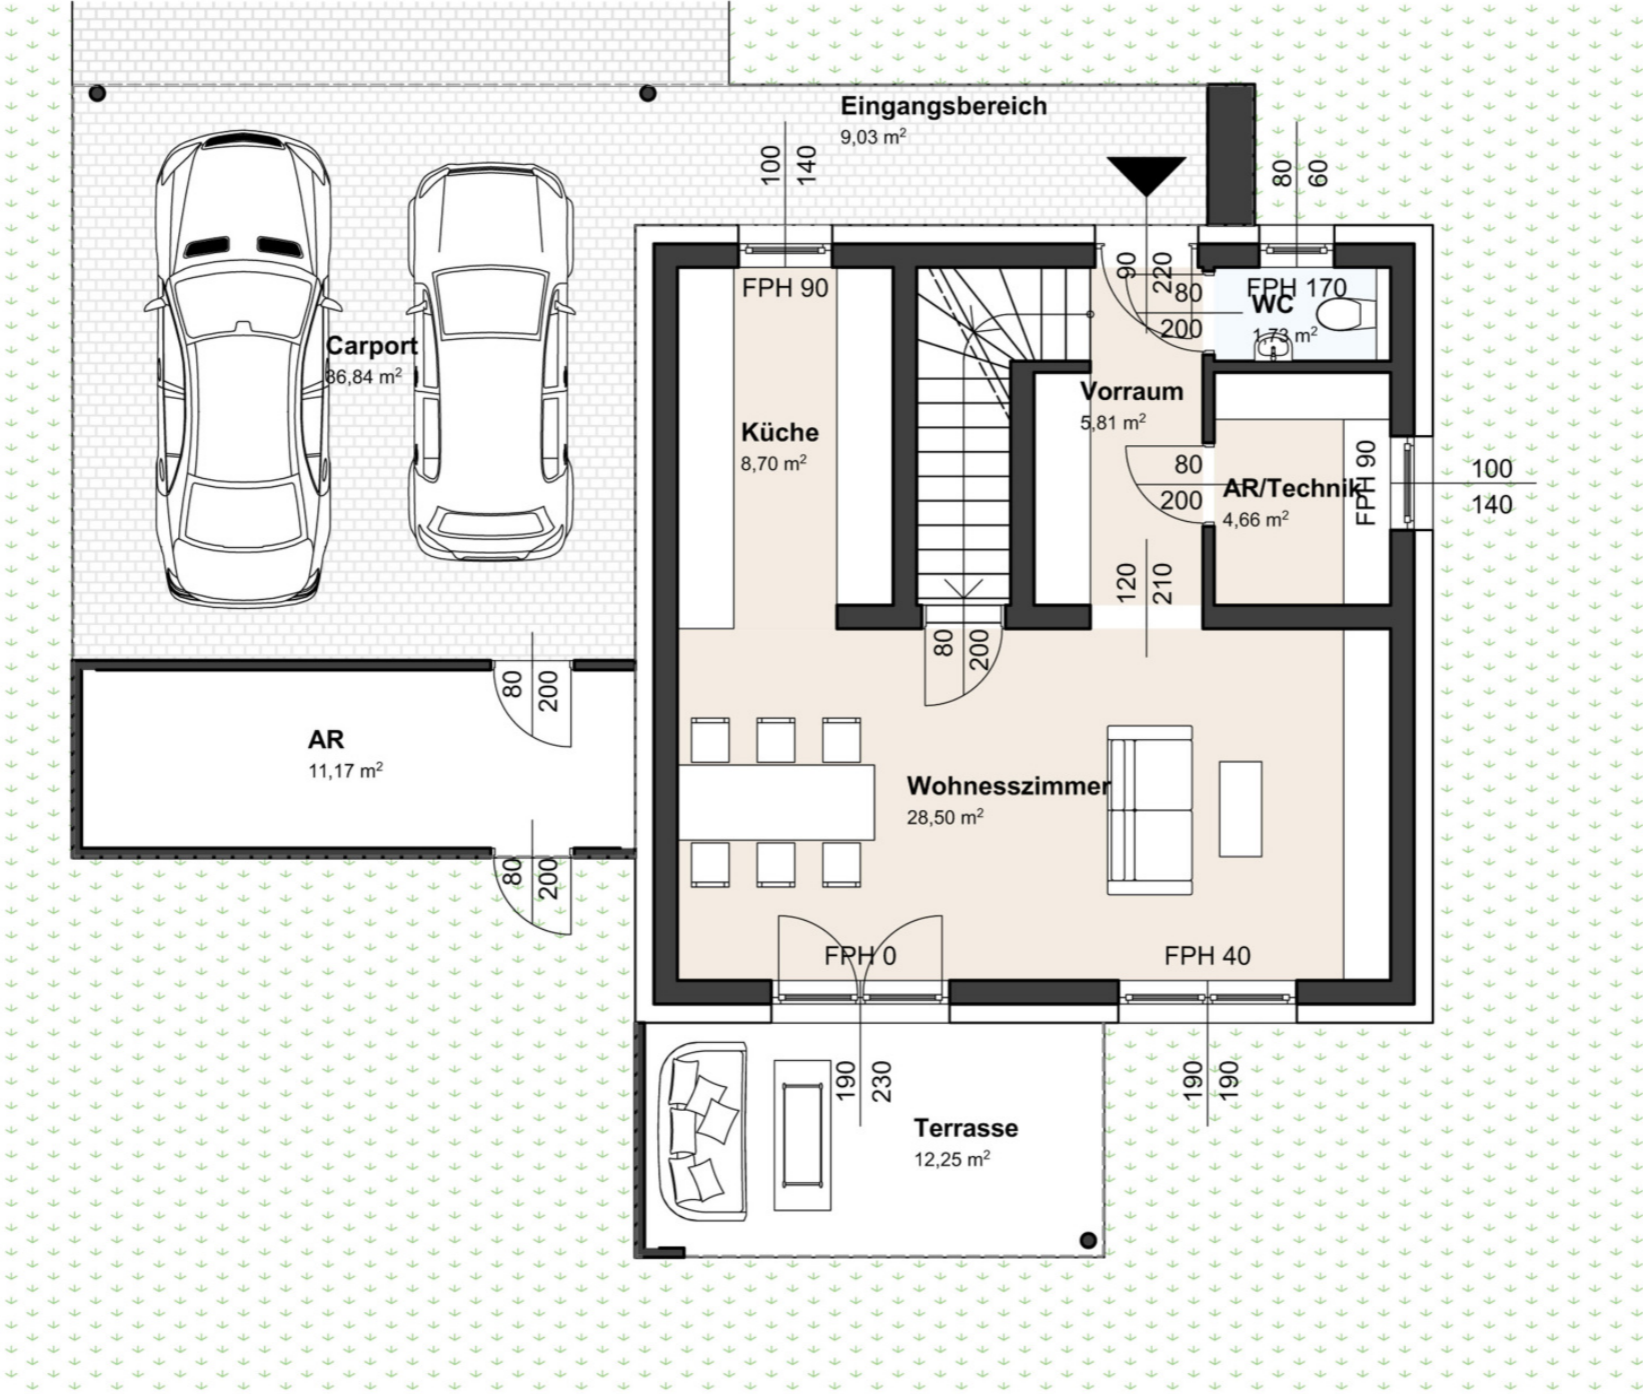 Eingangsbereich
9,03 m²
100
140
80
60
90
220
FPH 90
80
200
FPH 170
WC
1,73 m²
Carport
36,84 m²
Vorraum
5,81 m²
Küche
8,70 m²
80
200
AR/Technik
4,66 m²
FPH 90
100
140
120
210
80
200
80
200
AR
11,17 m²
Wohnesszimmer
28,50 m²
80
200
FPH 0
FPH 40
190
230
190
190
Terrasse
12,25 m²